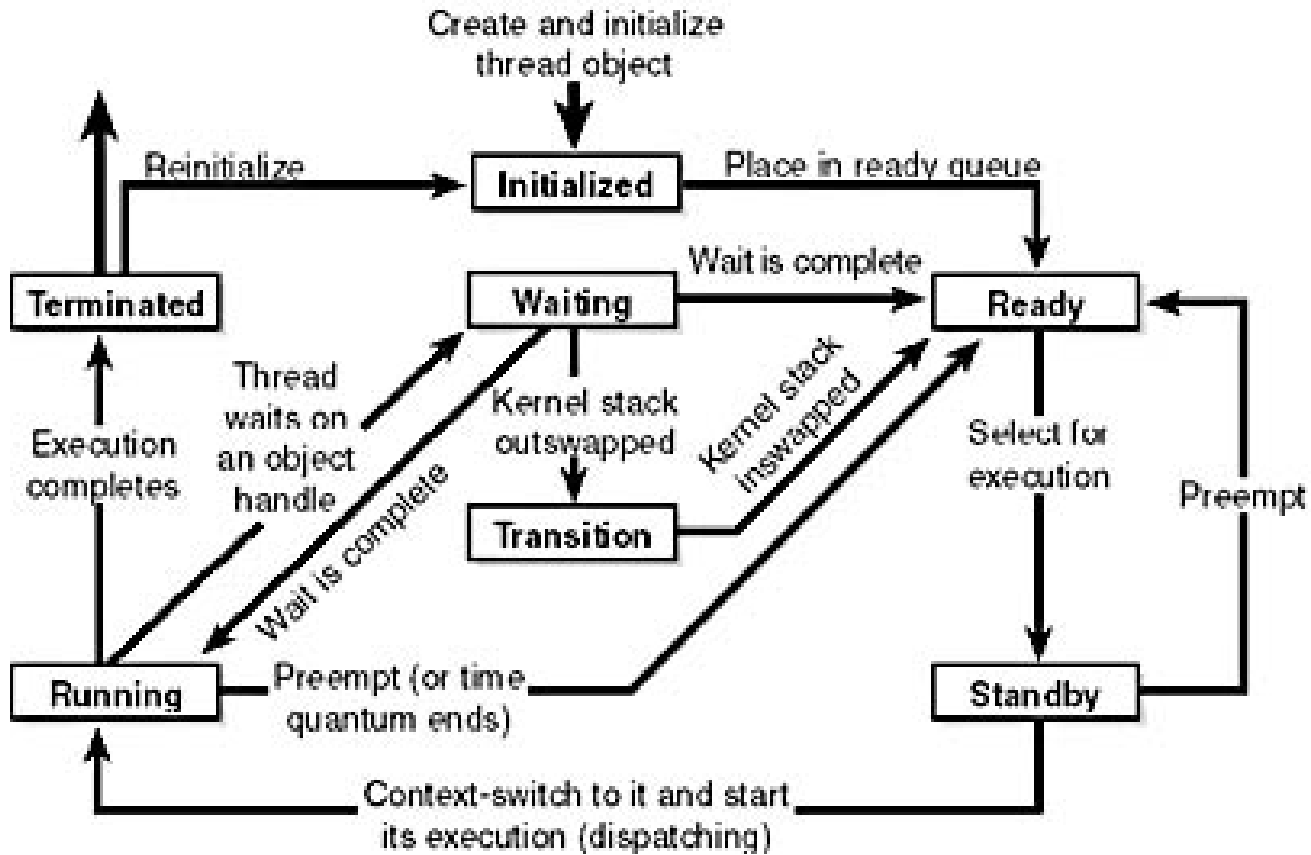 Create and initialize
thread object
Reinitialize
Initialized
Place in ready queue
Terminated
Waiting
Wait is complete
Ready
Thread
waits on
an object
handle
Kernel stack
outswapped
Kernel stack
inswapped
Select for
execution
Execution
completes
Preempt
Transition
Wait is complete
Running
Preempt (or time
quantum ends)
Standby
Context-switch to it and start
its execution (dispatching)